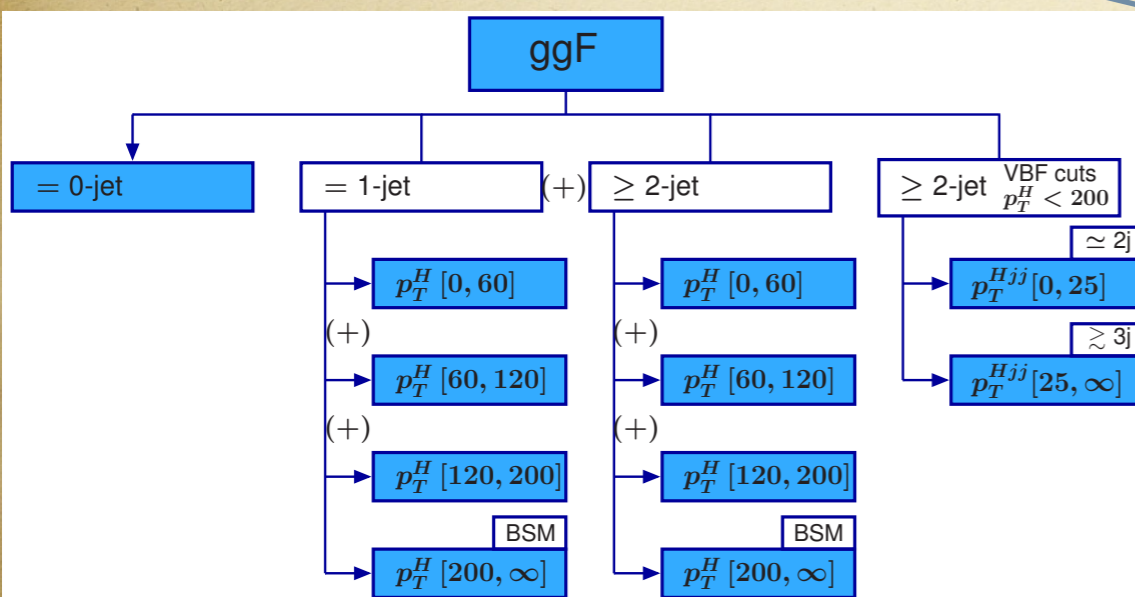 ggF
= 0-jet
= 1-jet
(+)
≥ 2-jet
≥ 2-jet VBF cuts
p_T^H < 200
p_T^H [0, 60]
(+)
p_T^H [60, 120]
(+)
p_T^H [120, 200]
BSM
p_T^H [200, ∞]
p_T^H [0, 60]
(+)
p_T^H [60, 120]
(+)
p_T^H [120, 200]
BSM
p_T^H [200, ∞]
≃ 2j
p_T^{Hjj} [0, 25]
≳ 3j
p_T^{Hjj} [25, ∞]